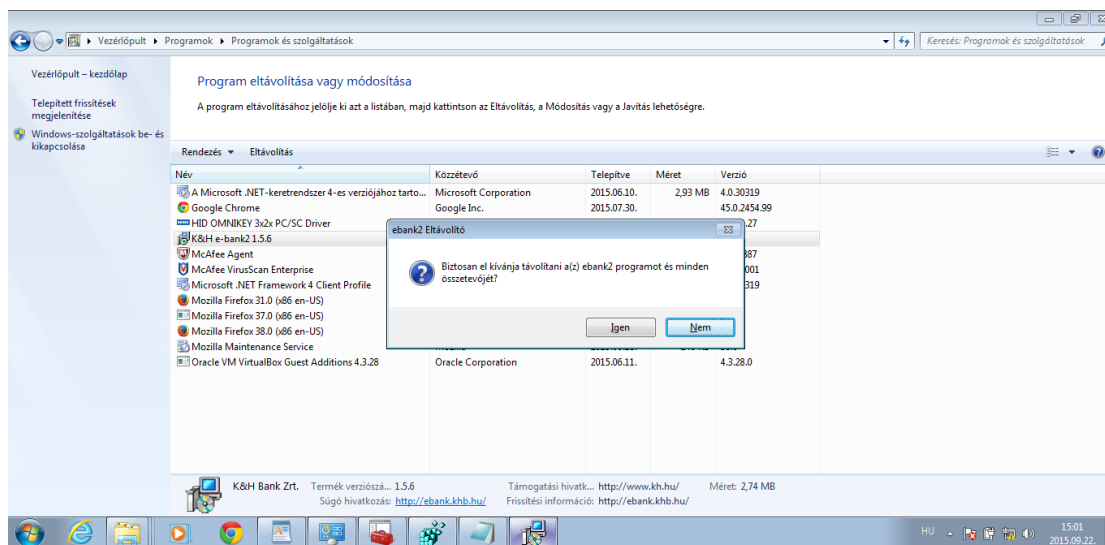 Vezérlőpult ▸ Programok ▸ Programok és szolgáltatások
Keresés: Programok és szolgáltatások
Vezérlőpult – kezdőlap
Telepített frissítések
megjelenítése
Windows-szolgáltatások be- és
kikapcsolása
Program eltávolítása vagy módosítása
A program eltávolításához jelölje ki azt a listában, majd kattintson az Eltávolítás, a Módosítás vagy a Javítás lehetőségre.
Rendezés Eltávolítás
Név Közzétevő Telepítve Méret Verzió
A Microsoft .NET-keretrendszer 4-es verziójához tarto... Microsoft Corporation 2015.06.10. 2,93 MB 4.0.30319
Google Chrome Google Inc. 2015.07.30. 45.0.2454.99
HID OMNIKEY 3x2x PC/SC Driver .27
K&H e-bank2 1.5.6
McAfee Agent 387
McAfee VirusScan Enterprise 001
Microsoft .NET Framework 4 Client Profile 319
Mozilla Firefox 31.0 (x86 en-US)
Mozilla Firefox 37.0 (x86 en-US)
Mozilla Firefox 38.0 (x86 en-US)
Mozilla Maintenance Service
Oracle VM VirtualBox Guest Additions 4.3.28 Oracle Corporation 2015.06.11. 4.3.28.0
ebank2 Eltávolító
Biztosan el kívánja távolítani a(z) ebank2 programot és minden
összetevőjét?
Igen Nem
K&H Bank Zrt. Termék verziószá... 1.5.6 Támogatási hivatk... http://www.kh.hu/ Méret: 2,74 MB
Súgó hivatkozás: http://ebank.khb.hu/ Frissítési információ: http://ebank.khb.hu/
HU 15:01
2015.09.22.